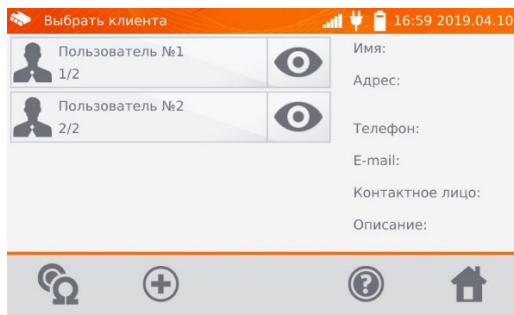 Выбрать клиента
16:59 2019.04.10
Пользователь №1
1/2
Пользователь №2
2/2
Имя:
Адрес:
Телефон:
E-mail:
Контактное лицо:
Описание: